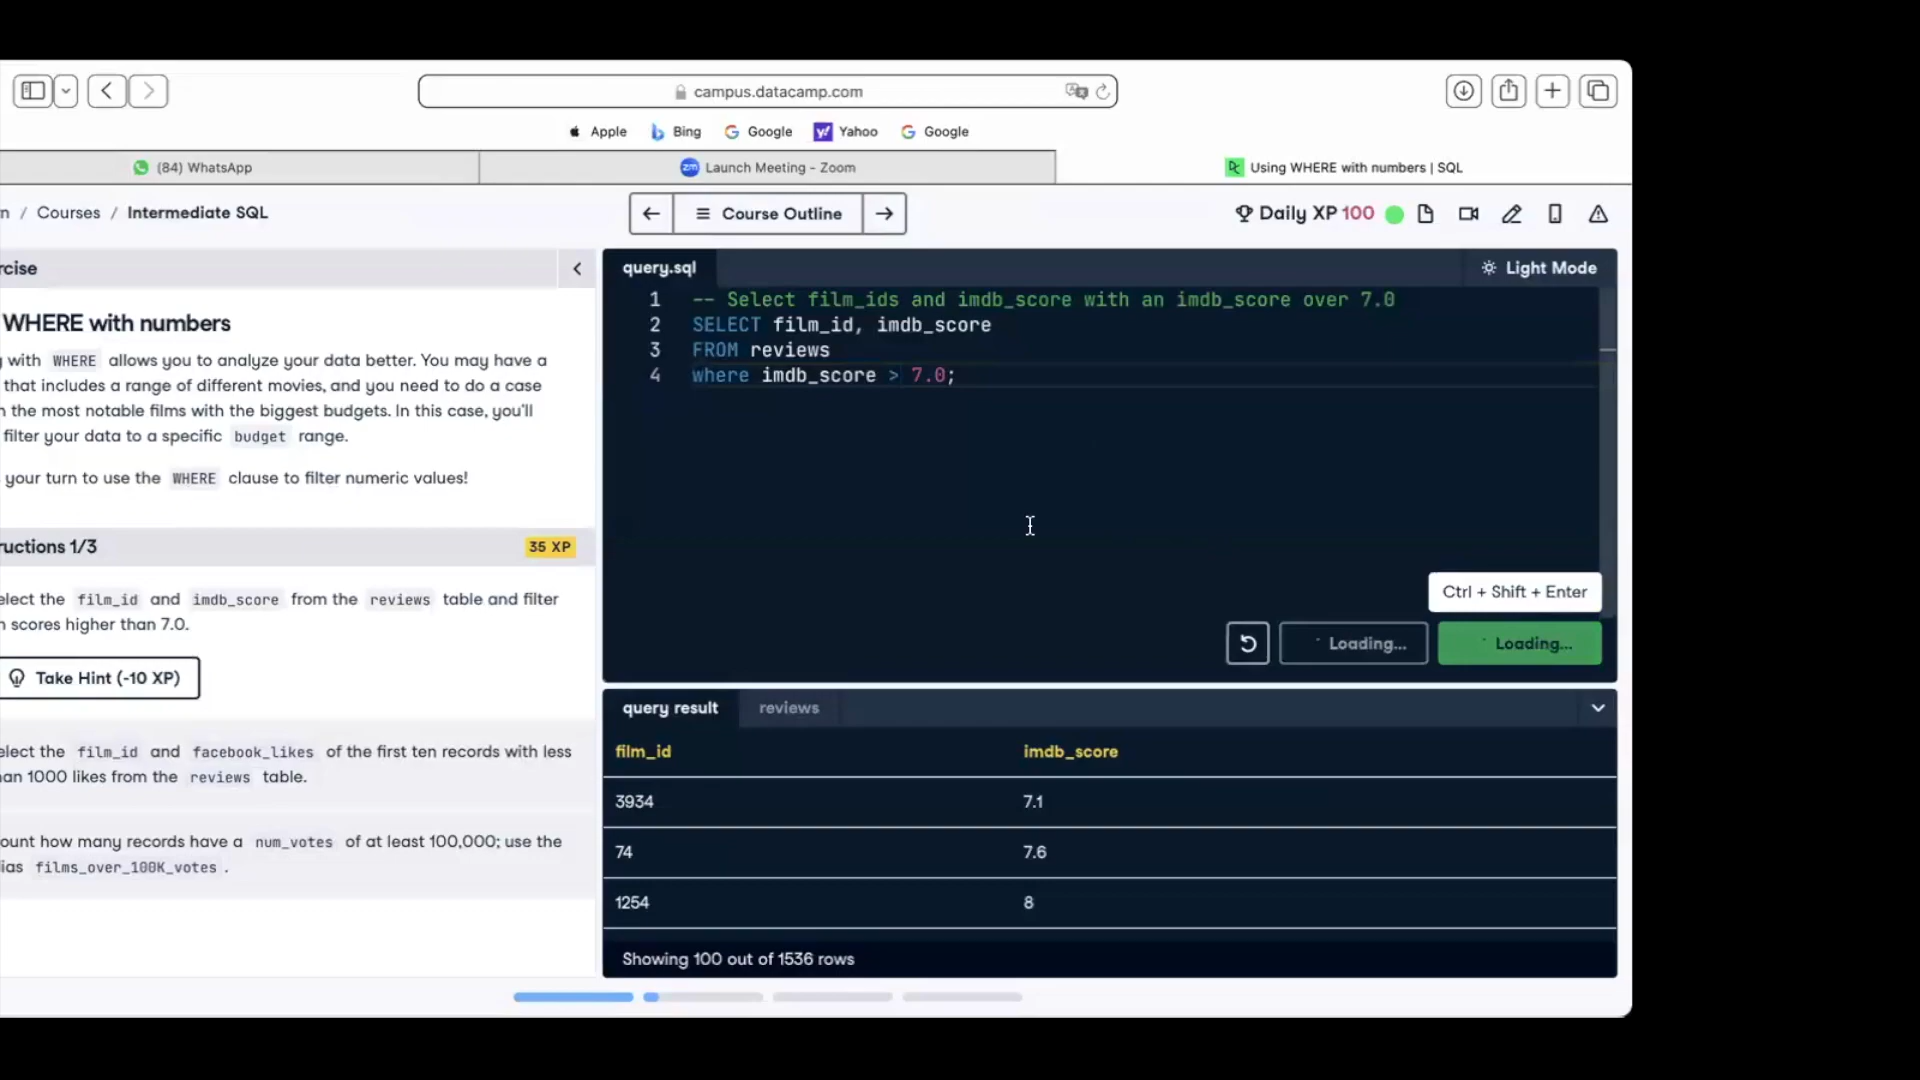 campus.datacamp.com
Apple
Bing
Google
Yahoo
Google
(84) WhatsApp
zm Launch Meeting - Zoom
Using WHERE with numbers | SQL
n / Courses / Intermediate SQL
Course Outline
Daily XP 100
rcise
WHERE with numbers
g with WHERE allows you to analyze your data better. You may have a
that includes a range of different movies, and you need to do a case
n the most notable films with the biggest budgets. In this case, you'll
filter your data to a specific budget range.
your turn to use the WHERE clause to filter numeric values!
ructions 1/3
35 XP
elect the film_id and imdb_score from the reviews table and filter
n scores higher than 7.0.
Take Hint (-10 XP)
elect the film_id and facebook_likes of the first ten records with less
an 1000 likes from the reviews table.
ount how many records have a num_votes of at least 100,000; use the
ias films_over_100K_votes .
query.sql
Light Mode
1 -- Select film_ids and imdb_score with an imdb_score over 7.0
2 SELECT film_id, imdb_score
3 FROM reviews
4 where imdb_score > 7.0;
Ctrl + Shift + Enter
Loading...
Loading...
query result
reviews
film_id imdb_score
3934 7.1
74 7.6
1254 8
Showing 100 out of 1536 rows